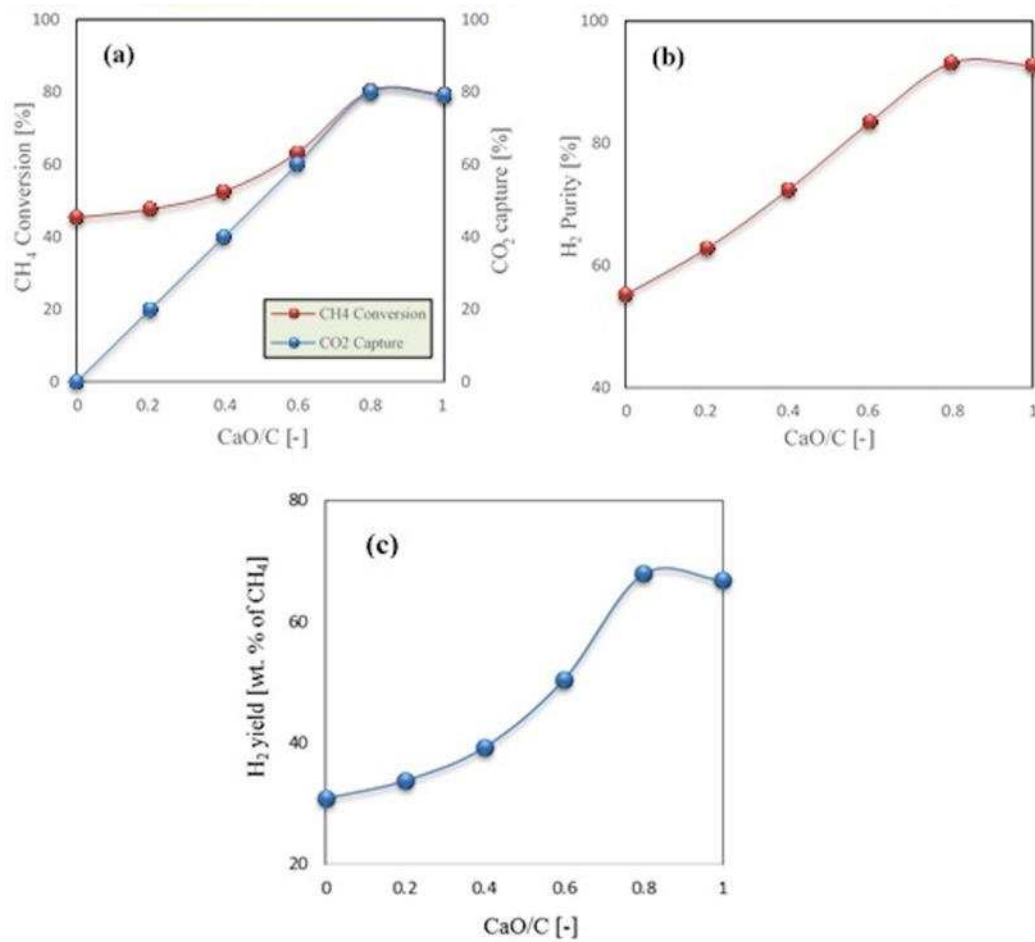 (a)
CH₄ Conversion [%]
100
80
60
40
20
0
CO₂ capture [%]
100
80
60
40
20
0
CH4 Conversion
CO2 Capture
0 0.2 0.4 0.6 0.8 1
CaO/C [-]
(b)
H₂ Purity [%]
100
80
60
40
0 0.2 0.4 0.6 0.8 1
CaO/C [-]
(c)
H₂ yield [wt. % of CH₄]
80
60
40
20
0 0.2 0.4 0.6 0.8 1
CaO/C [-]